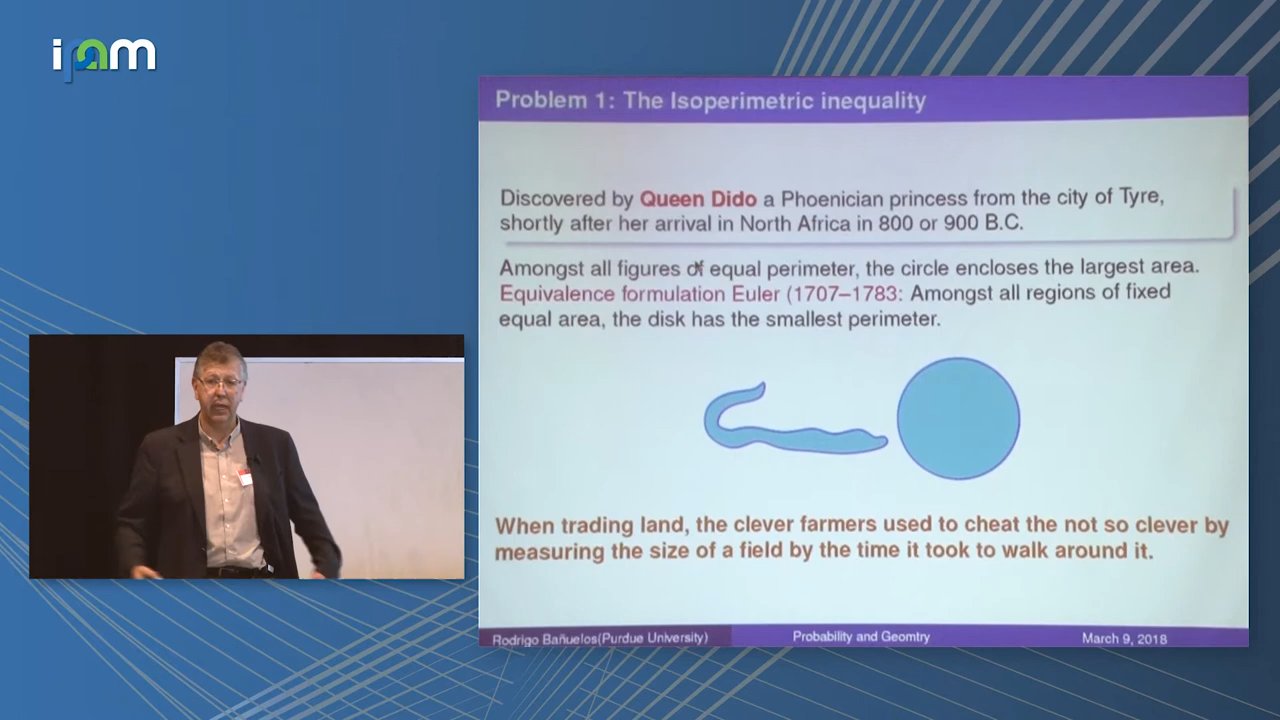 ipam
Problem 1: The Isoperimetric inequality
Discovered by Queen Dido a Phoenician princess from the city of Tyre,
shortly after her arrival in North Africa in 800 or 900 B.C.
Amongst all figures of equal perimeter, the circle encloses the largest area.
Equivalence formulation Euler (1707–1783: Amongst all regions of fixed
equal area, the disk has the smallest perimeter.
When trading land, the clever farmers used to cheat the not so clever by
measuring the size of a field by the time it took to walk around it.
Rodrigo Bañuelos(Purdue University) Probability and Geomtry March 9, 2018